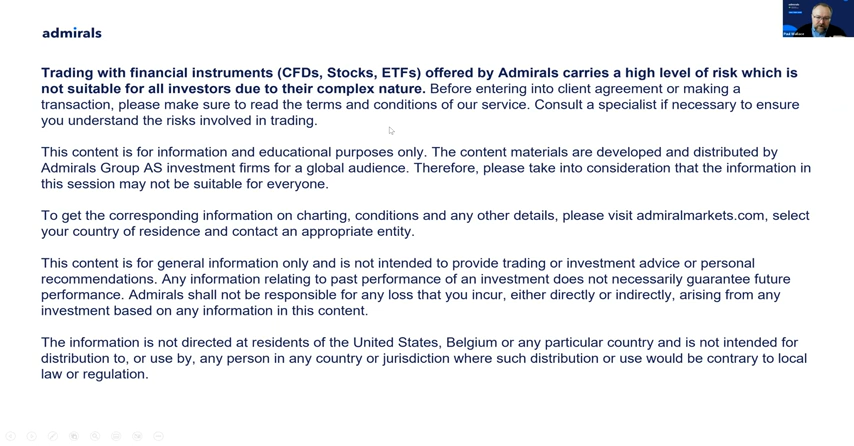 admirals
Trading with financial instruments (CFDs, Stocks, ETFs) offered by Admirals carries a high level of risk which is
not suitable for all investors due to their complex nature. Before entering into client agreement or making a
transaction, please make sure to read the terms and conditions of our service. Consult a specialist if necessary to ensure
you understand the risks involved in trading.
This content is for information and educational purposes only. The content materials are developed and distributed by
Admirals Group AS investment firms for a global audience. Therefore, please take into consideration that the information in
this session may not be suitable for everyone.
To get the corresponding information on charting, conditions and any other details, please visit admiralmarkets.com, select
your country of residence and contact an appropriate entity.
This content is for general information only and is not intended to provide trading or investment advice or personal
recommendations. Any information relating to past performance of an investment does not necessarily guarantee future
performance. Admirals shall not be responsible for any loss that you incur, either directly or indirectly, arising from any
investment based on any information in this content.
The information is not directed at residents of the United States, Belgium or any particular country and is not intended for
distribution to, or use by, any person in any country or jurisdiction where such distribution or use would be contrary to local
law or regulation.